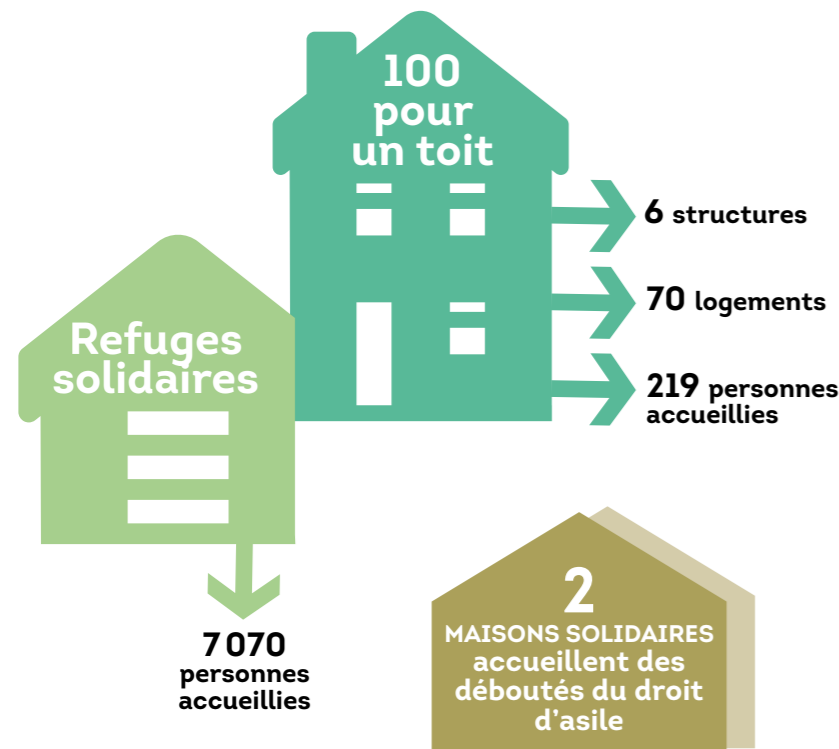 100
pour
un toit
6 structures
70 logements
219 personnes
accueillies
Refuges
solidaires
7 070
personnes
accueillies
2
MAISONS SOLIDAIRES
accueillent des
déboutés du droit
d'asile